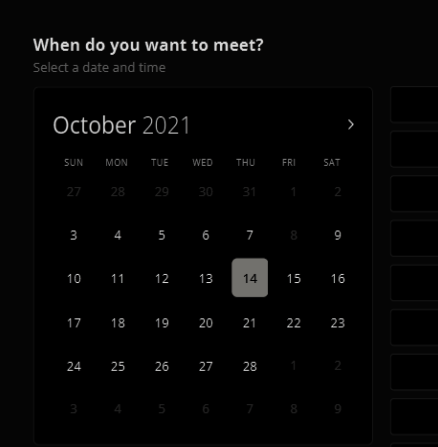 When do you want to meet?
Select a date and time
October 2021 >
SUN MON TUE WED THU FRI SAT
27 28 29 30 31 1 2
3 4 5 6 7 8 9
10 11 12 13 14 15 16
17 18 19 20 21 22 23
24 25 26 27 28 1 2
3 4 5 6 7 8 9